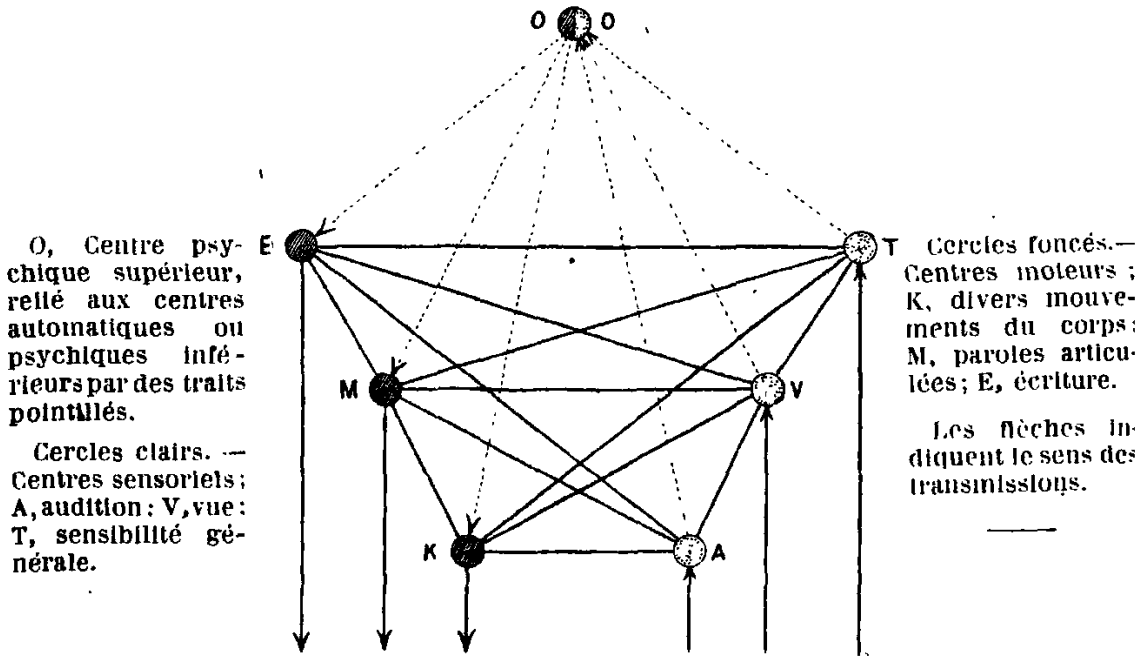 O O
O, Centre psy-
chique supérieur,
relié aux centres
automatiques ou
psychiques infé-
rieurs par des traits
pointillés.
Cercles clairs. —
Centres sensoriels;
A, audition: V, vue:
T, sensibilité gé-
nérale.
E
T
M
V
K
A
Cercles foncés.—
Centres moteurs;
K, divers mouve-
ments du corps;
M, paroles articu-
lées; E, écriture.
Les flèches in-
diquent le sens des
transmissions.